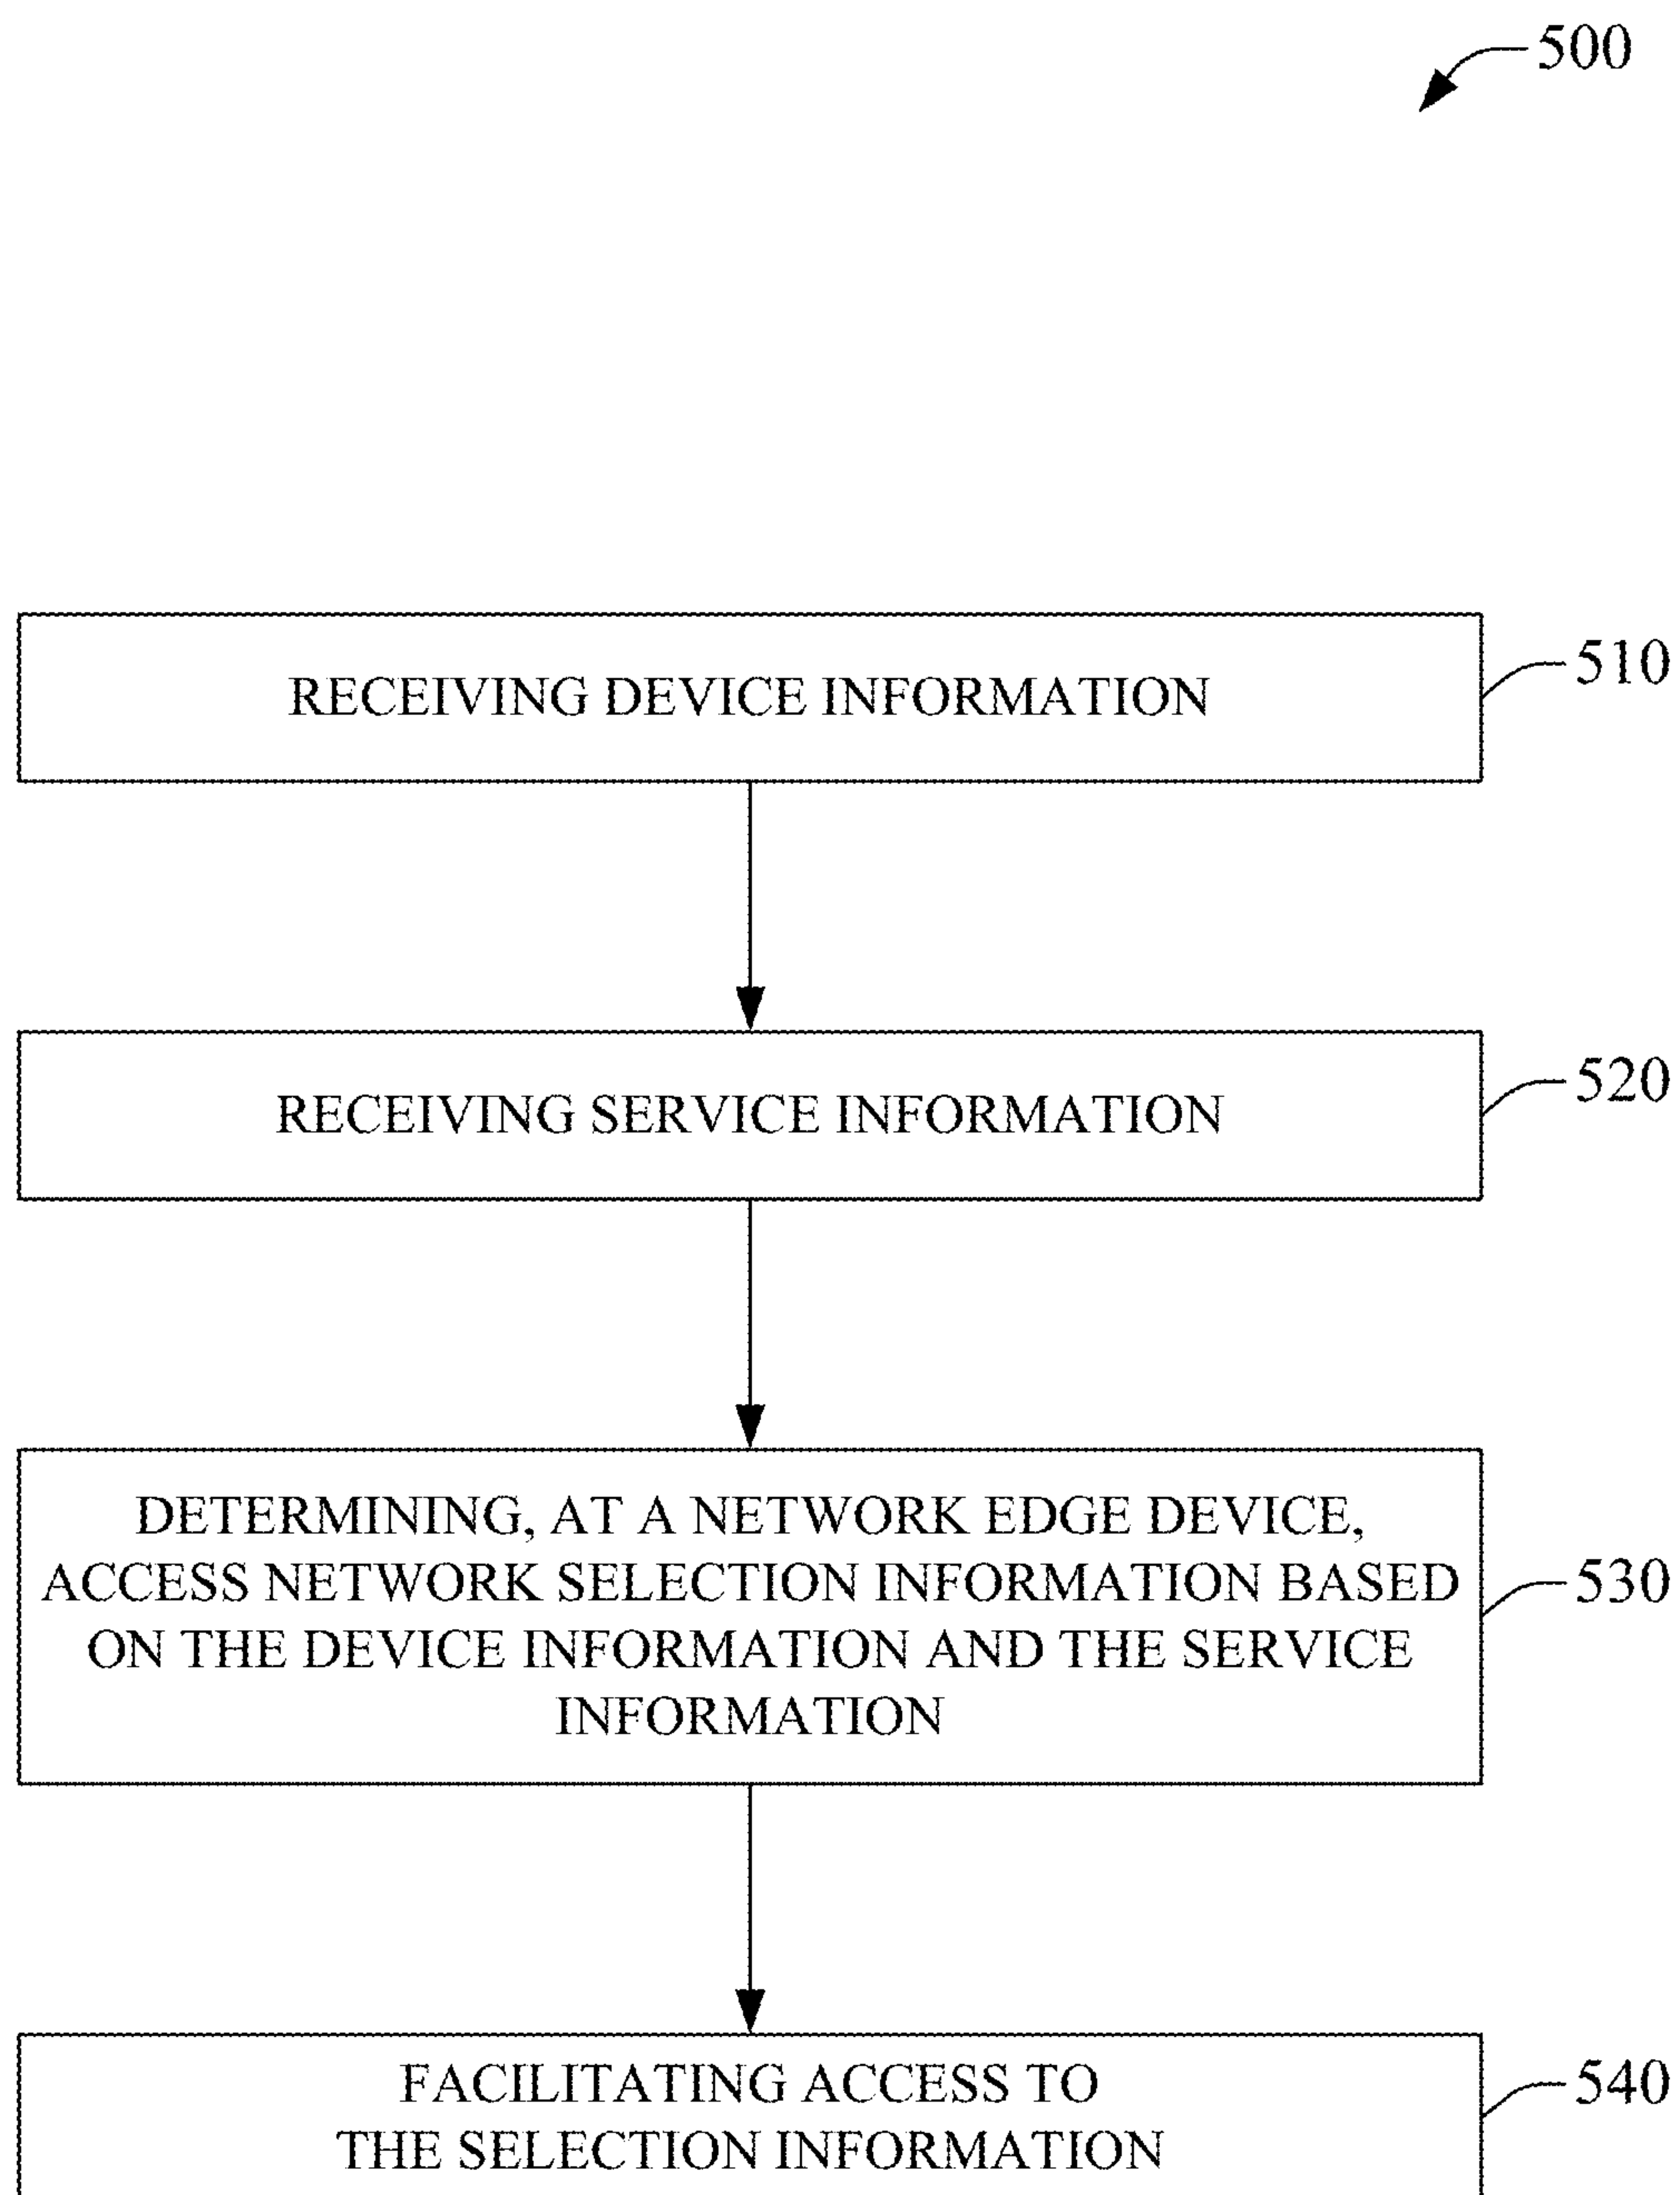 500
RECEIVING DEVICE INFORMATION
510
RECEIVING SERVICE INFORMATION
520
DETERMINING, AT A NETWORK EDGE DEVICE,
ACCESS NETWORK SELECTION INFORMATION BASED
ON THE DEVICE INFORMATION AND THE SERVICE
INFORMATION
530
FACILITATING ACCESS TO
THE SELECTION INFORMATION
540